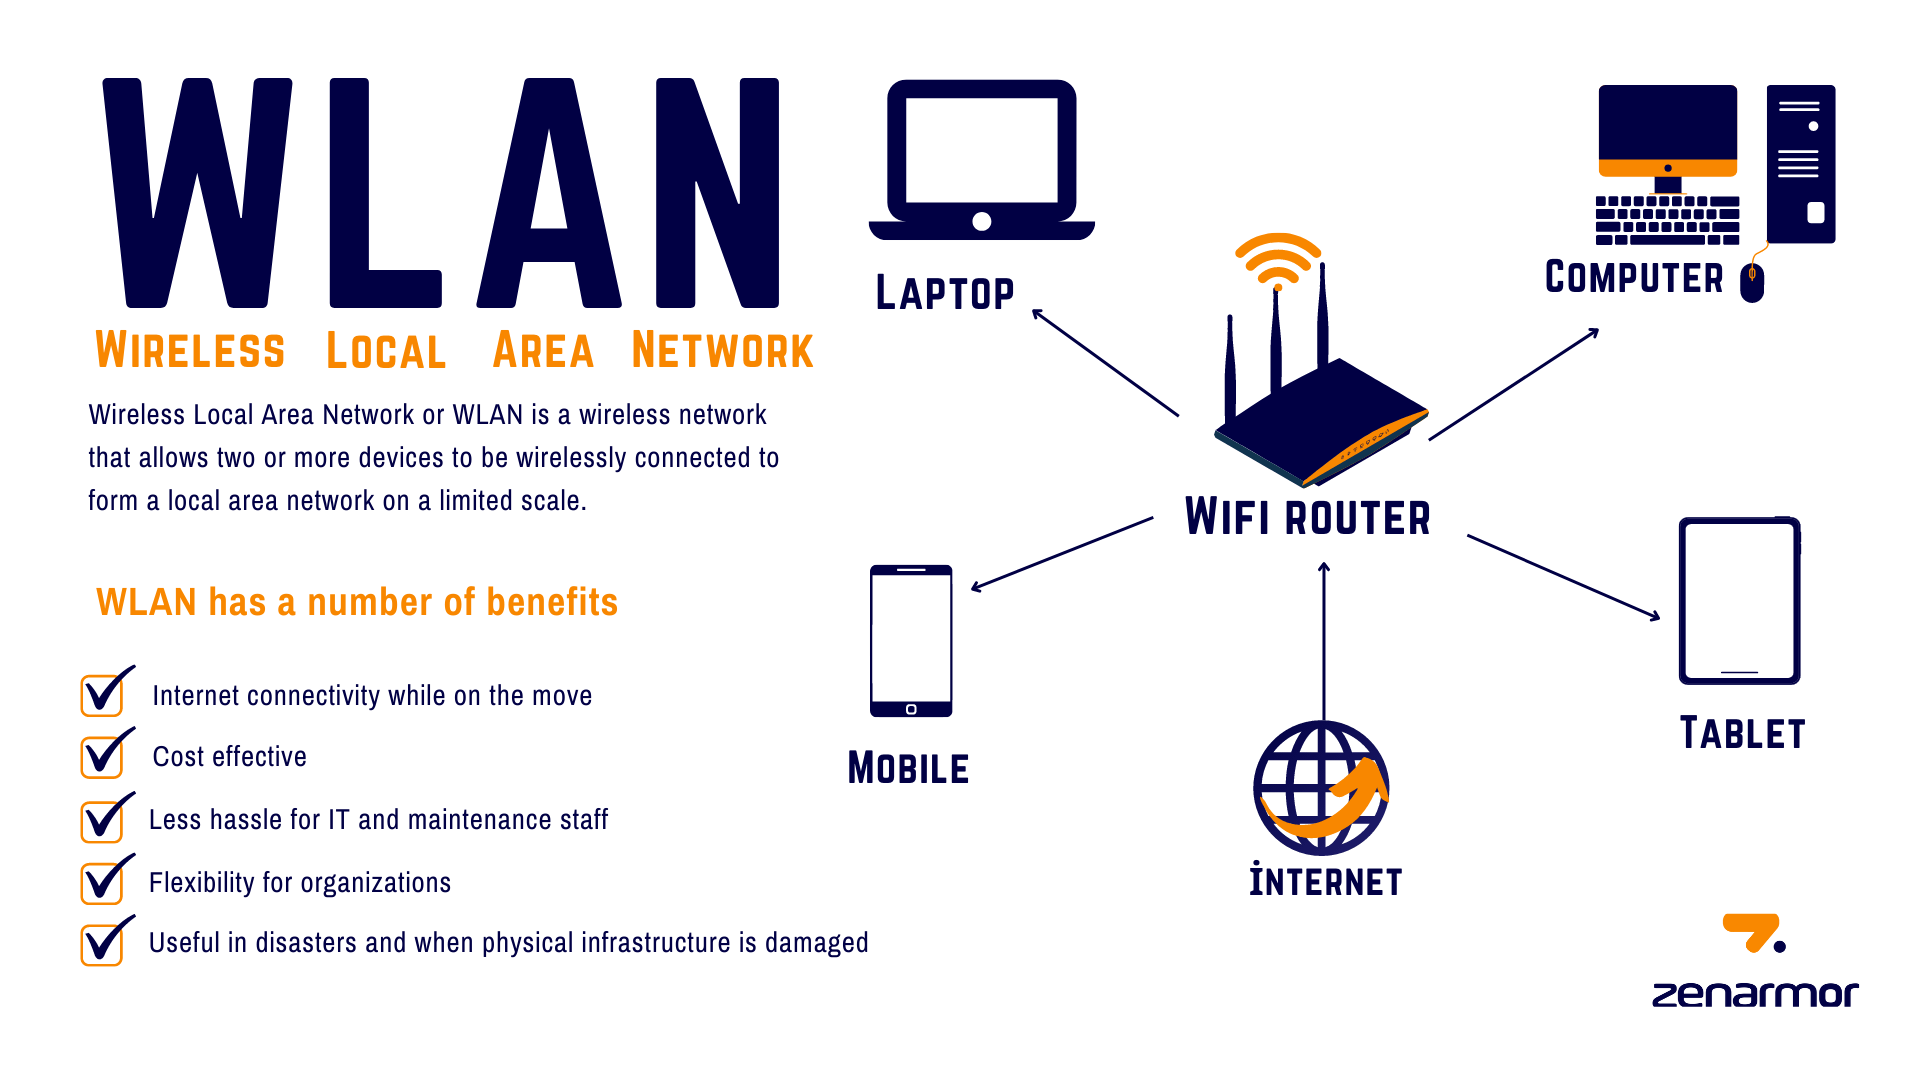 WLAN
WIRELESS LOCAL AREA NETWORK
Wireless Local Area Network or WLAN is a wireless network
that allows two or more devices to be wirelessly connected to
form a local area network on a limited scale.
WLAN has a number of benefits
Internet connectivity while on the move
Cost effective
Less hassle for IT and maintenance staff
Flexibility for organizations
Useful in disasters and when physical infrastructure is damaged
LAPTOP
COMPUTER
WIFI ROUTER
MOBILE
TABLET
İNTERNET
zenarmor